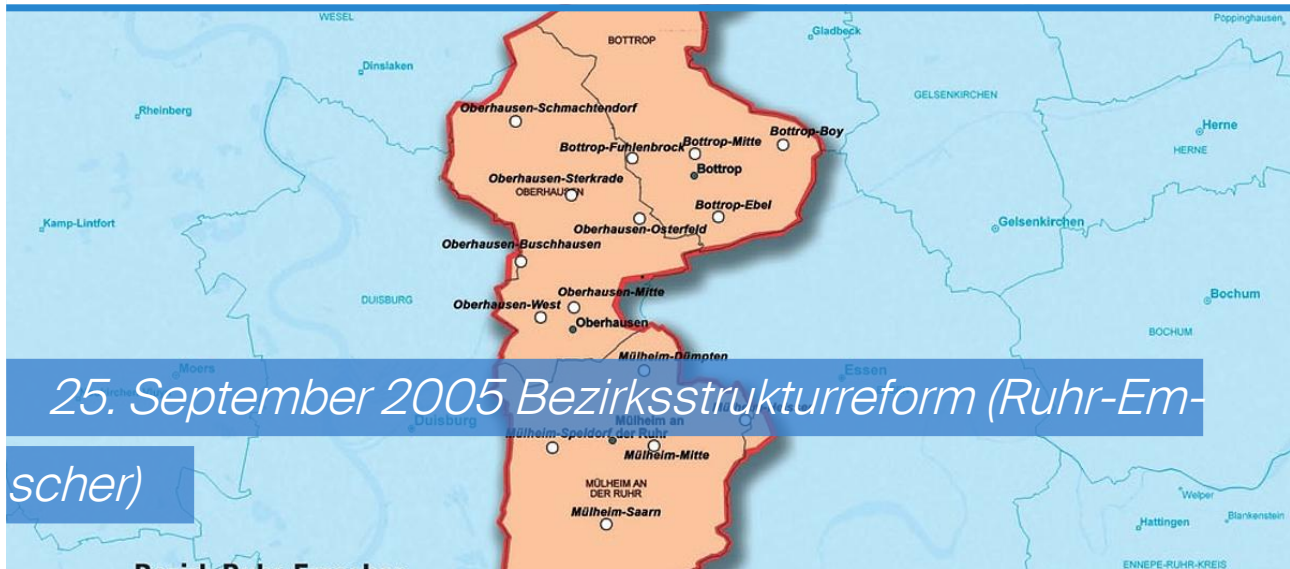 WESEL
Poppinghausen
Gladbeck
BOTTROP
Dinslaken
GELSENKIRCHEN
Rheinberg
Oberhausen-Schmachtendorf
Herne
Bottrop-Boy
Bottrop-Mitte
Bottrop-Fuhlenbrock
HERNE
Bottrop
Oberhausen-Sterkrade
OBERHAUSEN
Bottrop-Ebel
Kamp-Lintfort
Gelsenkirchen
Oberhausen-Osterfeld
Oberhausen-Buschhausen
Oberhausen-Mitte
DUISBURG
Oberhausen-West
Bochum
Oberhausen
BOCHUM
Mülheim-Dümpten
Moers
Essen
25. September 2005 Bezirksstrukturreform (Ruhr-Em-
scher)
Duisburg
Mülheim an
der Ruhr
Mülheim-Speldorf
Mülheim-Mitte
MÜLHEIM AN
DER RUHR
Welper
Mülheim-Saarn
Hattingen
Blankenstein
ENNEPE-RUHR-KREIS